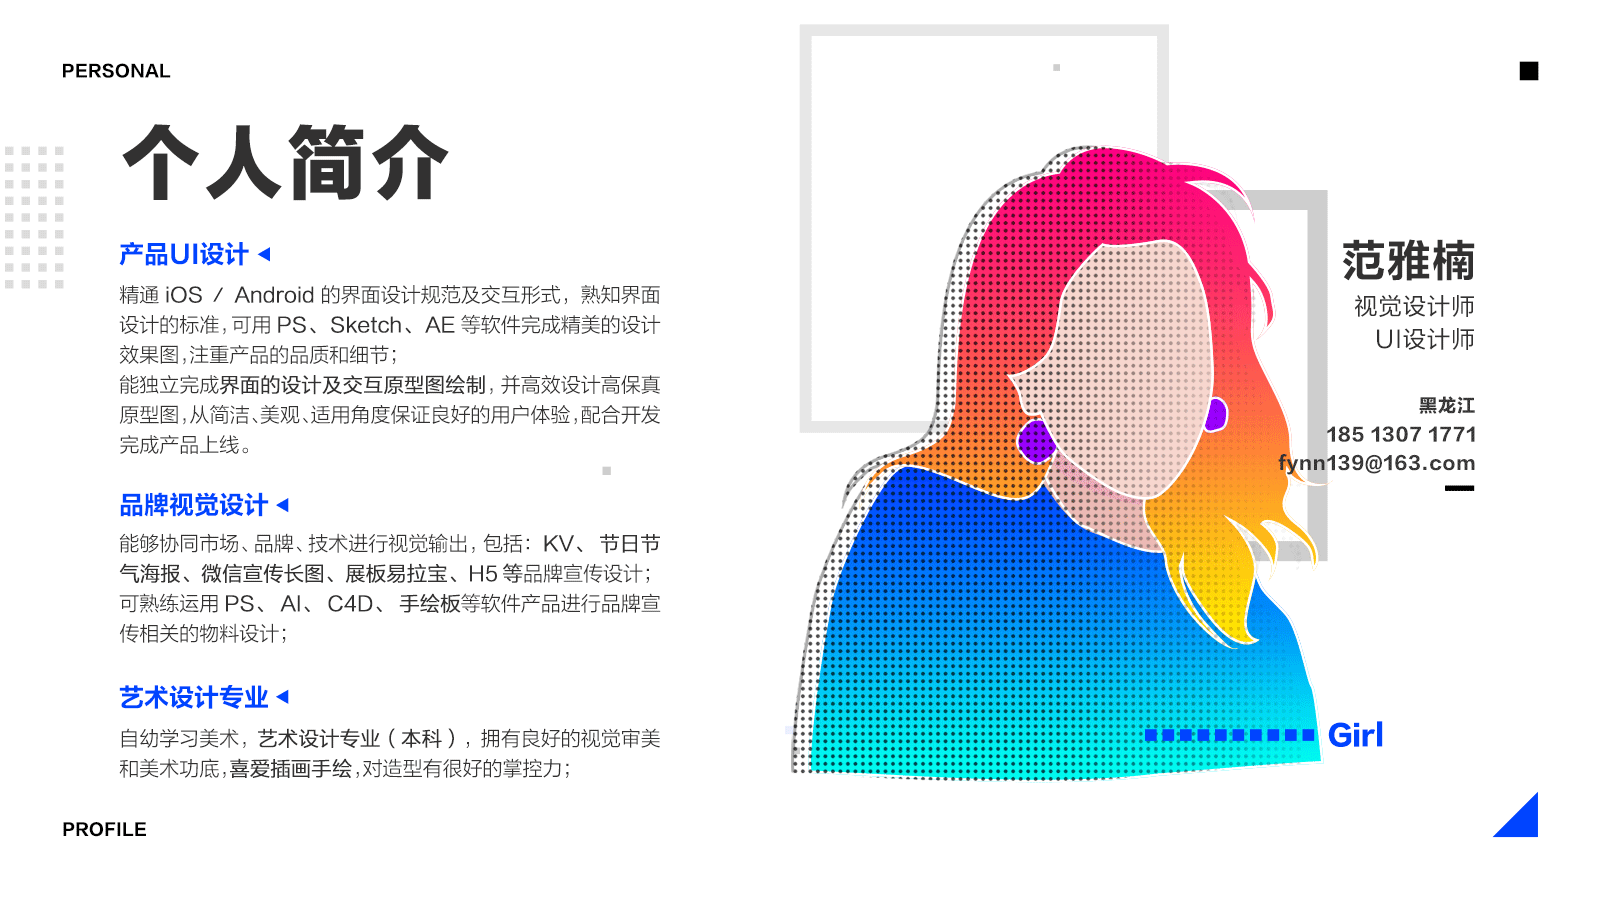 PERSONAL
个人简介
产品UI设计
精通 iOS / Android 的界面设计规范及交互形式，熟知界面
设计的标准，可用 PS、Sketch、AE 等软件完成精美的设计
效果图，注重产品的品质和细节；
能独立完成界面的设计及交互原型图绘制，并高效设计高保真
原型图，从简洁、美观、适用角度保证良好的用户体验，配合开发
完成产品上线。
品牌视觉设计
能够协同市场、品牌、技术进行视觉输出，包括：KV、 节日节
气海报、微信宣传长图、展板易拉宝、H5 等品牌宣传设计；
可熟练运用 PS、 AI、 C4D、 手绘板等软件产品进行品牌宣
传相关的物料设计；
艺术设计专业
自幼学习美术，艺术设计专业（本科），拥有良好的视觉审美
和美术功底，喜爱插画手绘，对造型有很好的掌控力；
PROFILE
范雅楠
视觉设计师
UI设计师
黑龙江
185 1307 1771
fynn139@163.com
Girl